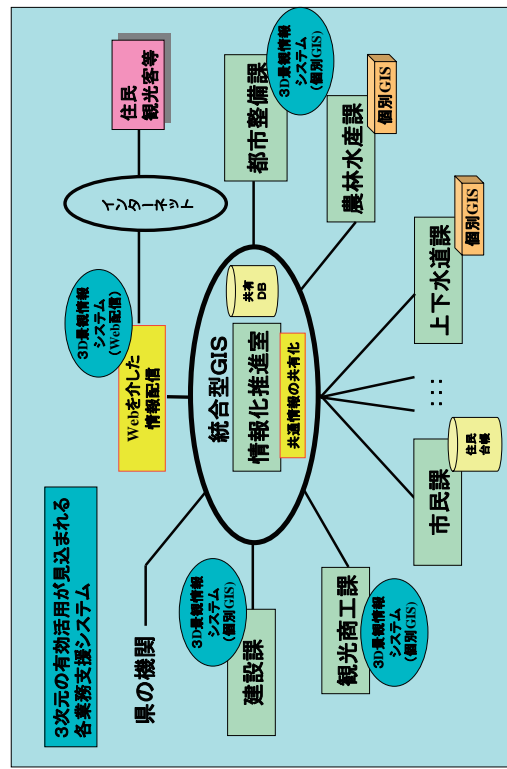 3次元の有効活用が見込まれる
各業務支援システム
県の機関
3D景観情報
システム
(Web配信)
Webを介した
情報配信
インターネット
住民
観光客等
統合型GIS
情報化推進室
共通情報の共有化
共有
DB
3D景観情報
システム
(個別GIS)
建設課
都市整備課
3D景観情報
システム
(個別GIS)
観光商工課
3D景観情報
システム
(個別GIS)
市民課
住民
台帳
……
上下水道課
個別GIS
農林水産課
個別GIS